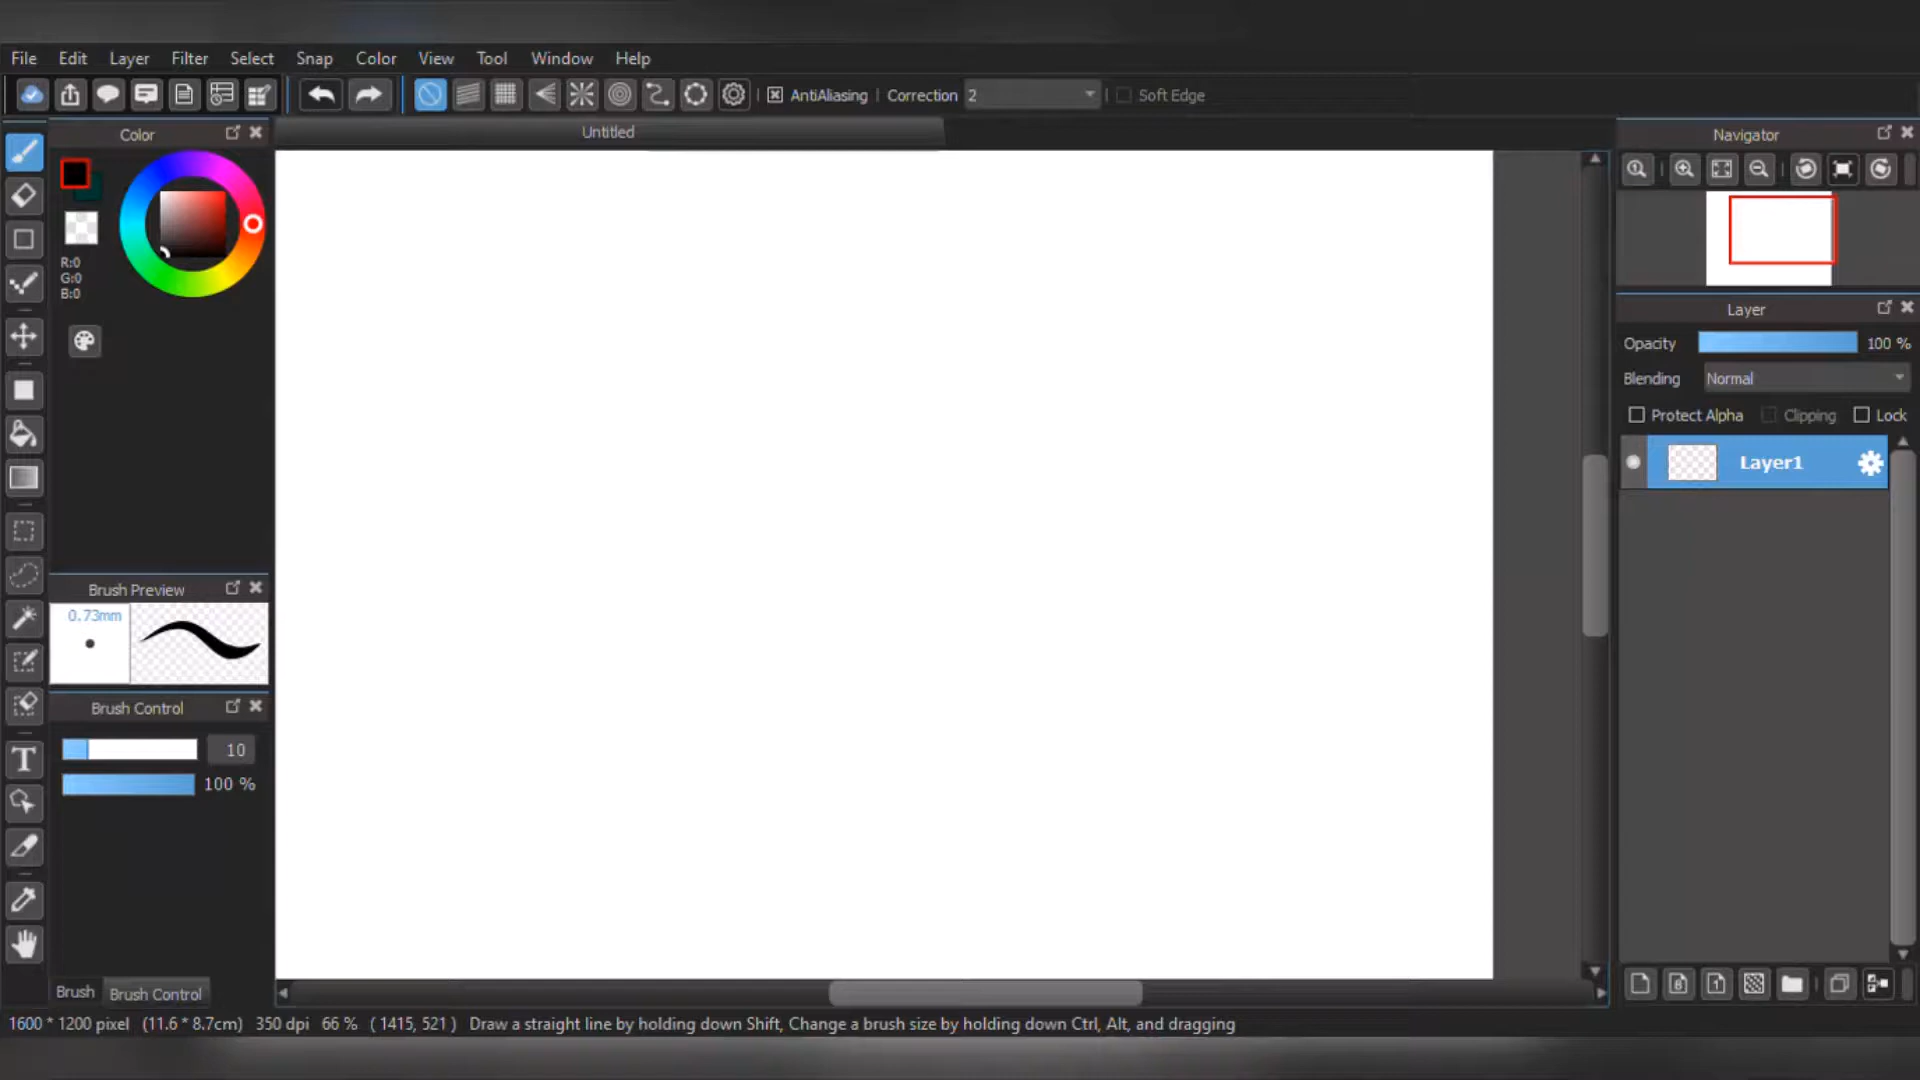 File Edit Layer Filter Select Snap Color View Tool Window Help
AntiAliasing Correction 2 Soft Edge
Color
Untitled
Navigator
R:0
G:0
B:0
Layer
Opacity 100 %
Blending Normal
Protect Alpha Clipping Lock
Layer1
Brush Preview
0.73mm
Brush Control
10
100 %
T
Brush Brush Control
8 1
1600 * 1200 pixel (11.6 * 8.7cm) 350 dpi 66 % ( 1415, 521 ) Draw a straight line by holding down Shift, Change a brush size by holding down Ctrl, Alt, and dragging